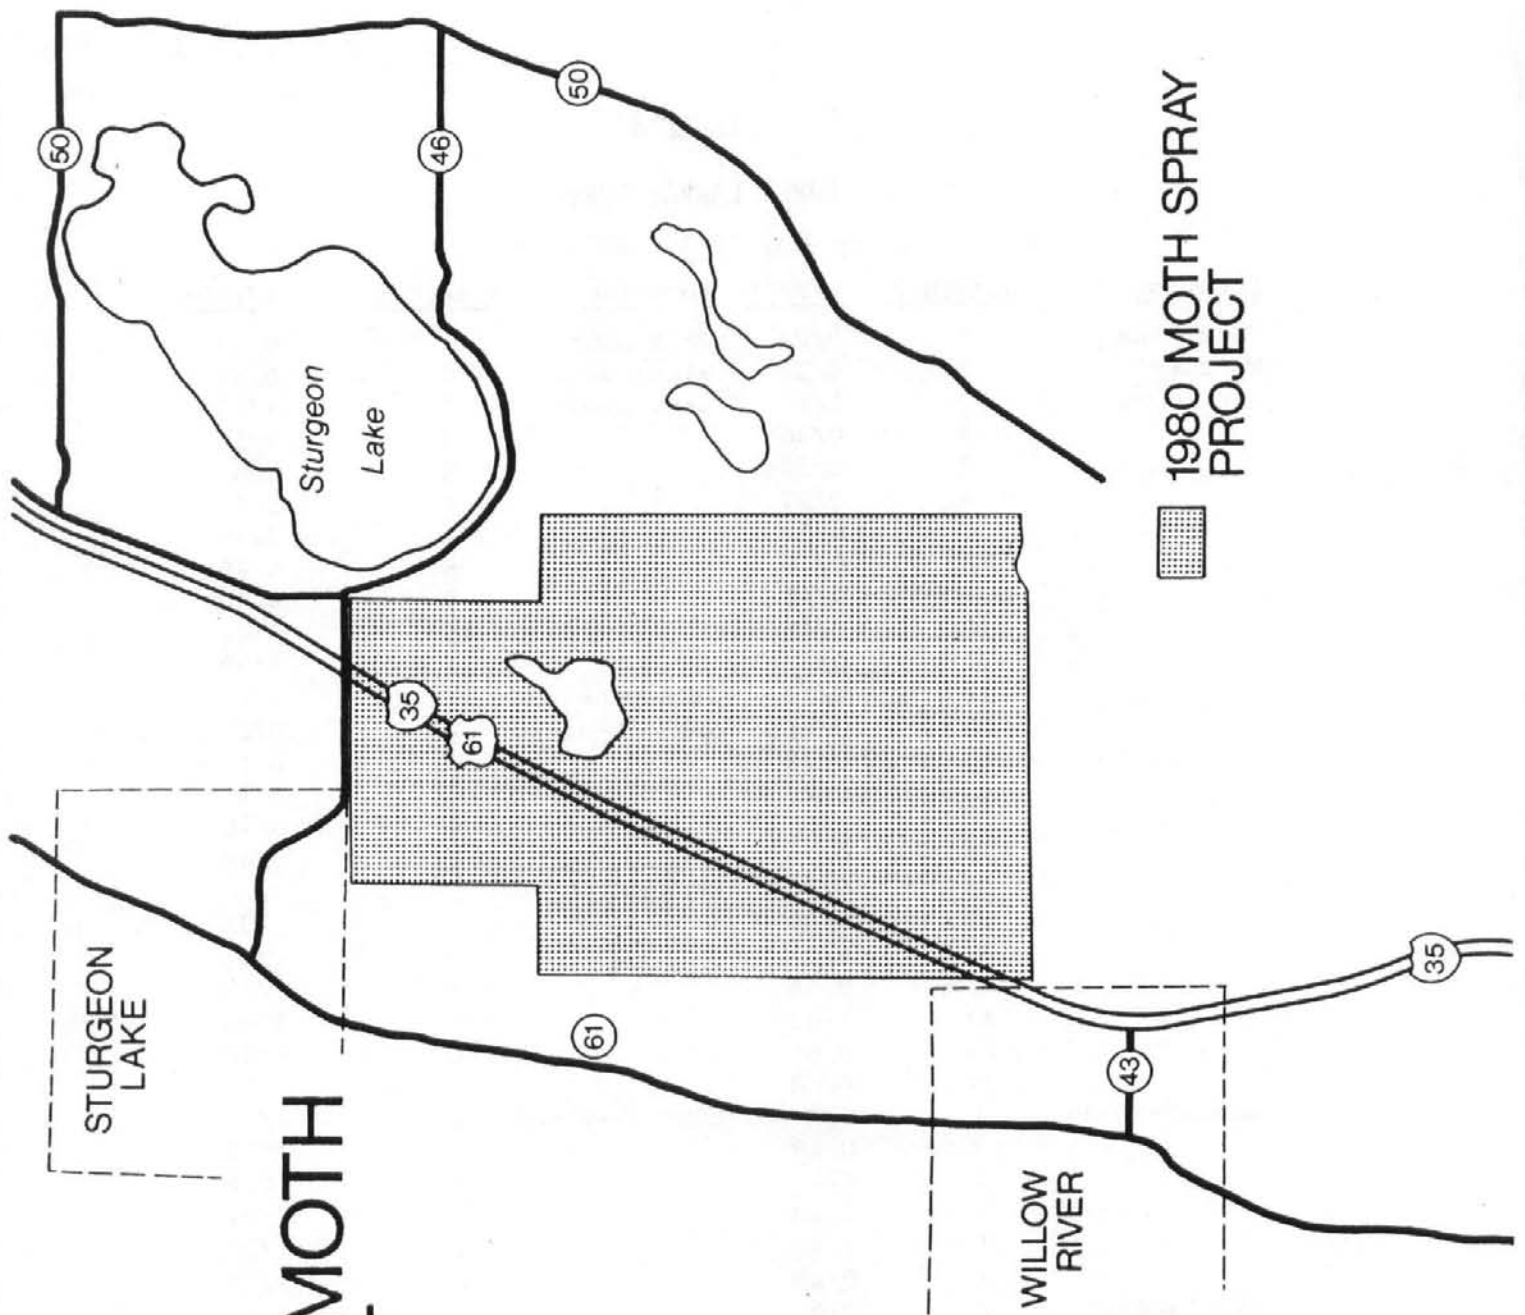 MOTH
STURGEON
LAKE
WILLOW
RIVER
61
43
35
35
61
Sturgeon
Lake
50
46
50
1980 MOTH SPRAY
PROJECT